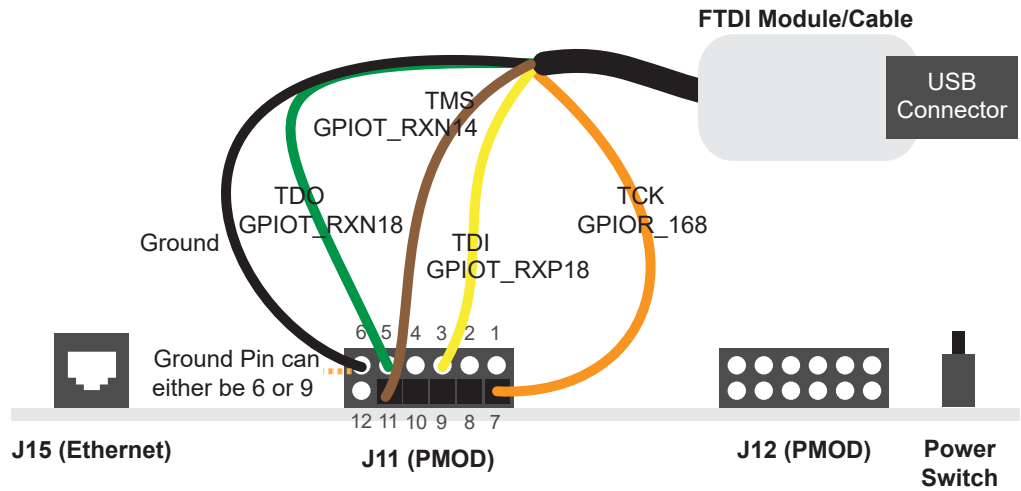 FTDI Module/Cable
USB
Connector
TMS
GPIOT_RXN14
TDO
GPIOT_RXN18
TCK
GPIOR_168
Ground
TDI
GPIOT_RXP18
6 5 4 3 2 1
Ground Pin can
either be 6 or 9
12 11 10 9 8 7
J15 (Ethernet)
J11 (PMOD)
J12 (PMOD)
Power
Switch